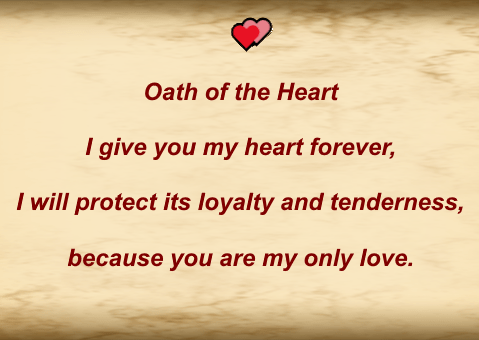 Oath of the Heart
I give you my heart forever,
I will protect its loyalty and tenderness,
because you are my only love.